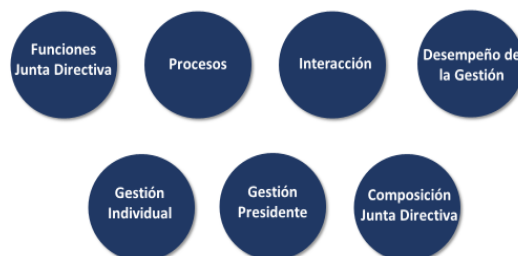 Funciones
Junta Directiva
Procesos
Interacción
Desempeño de
la Gestión
Gestión
Individual
Gestión
Presidente
Composición
Junta Directiva